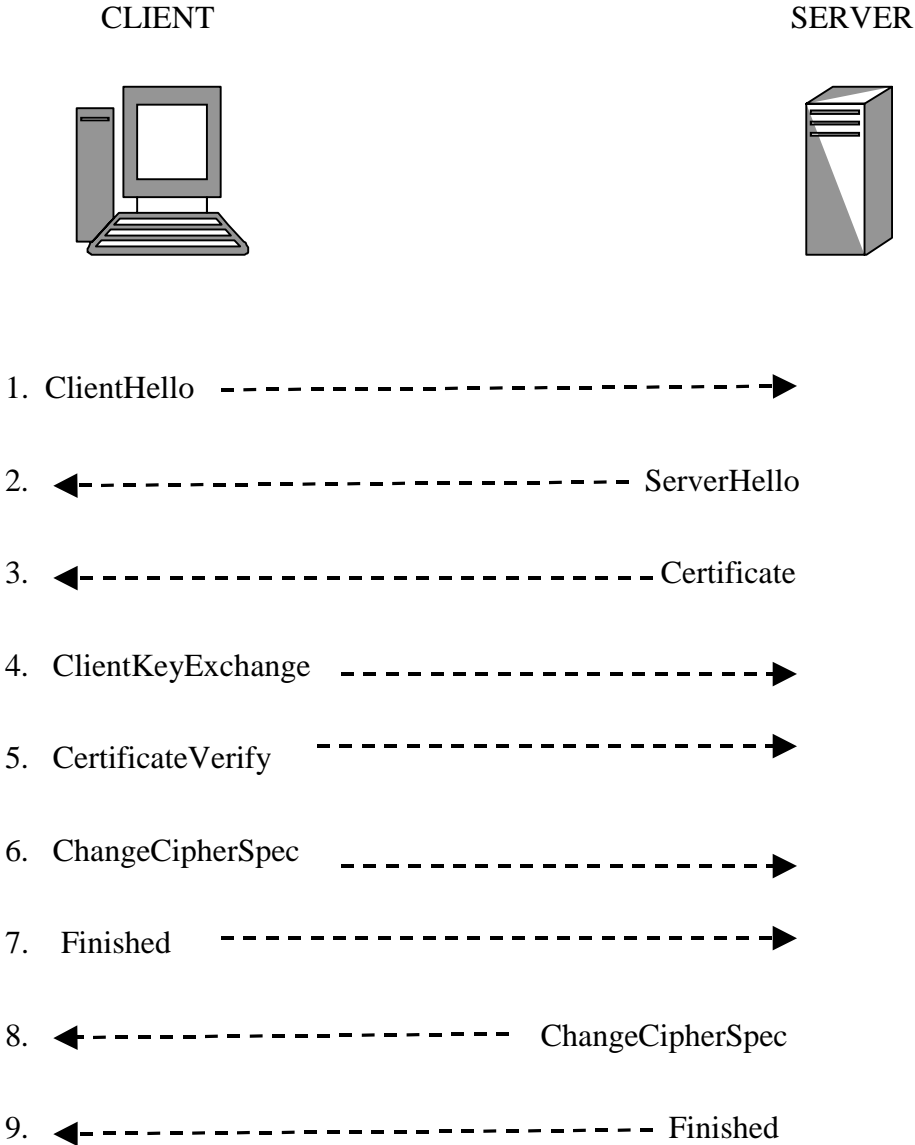 CLIENT SERVER
1. ClientHello
2. ServerHello
3. Certificate
4. ClientKeyExchange
5. CertificateVerify
6. ChangeCipherSpec
7. Finished
8. ChangeCipherSpec
9. Finished